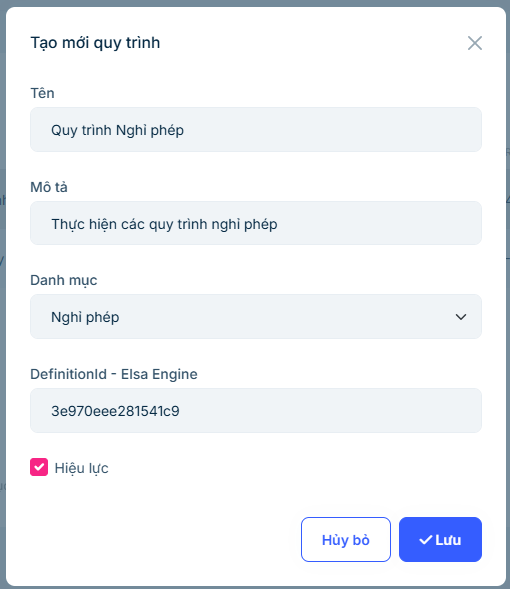 Tạo mới quy trình
Tên
Quy trình Nghỉ phép
Mô tả
Thực hiện các quy trình nghỉ phép
Danh mục
Nghỉ phép
DefinitionId - Elsa Engine
3e970eee281541c9
Hiệu lực
Hủy bỏ
Lưu